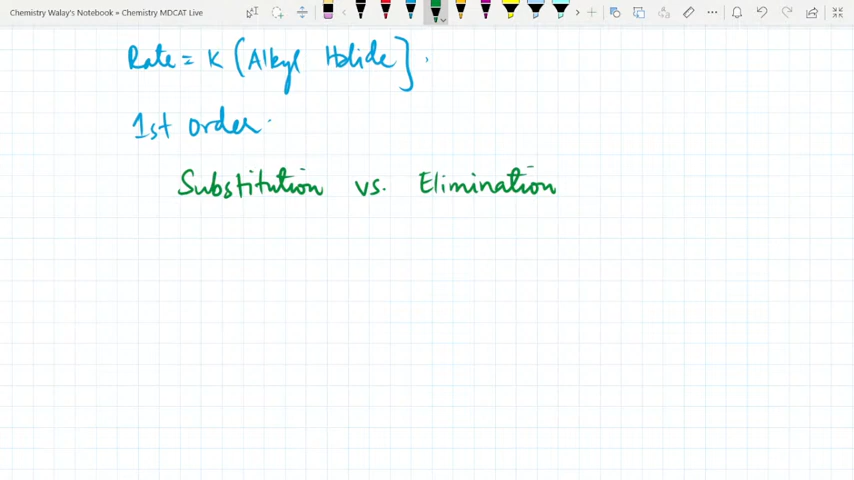 Chemistry Walay's Notebook » Chemistry MDCAT Live
Rate = K (Alkyl Halide].
1st order.
Substitution vs. Elimination